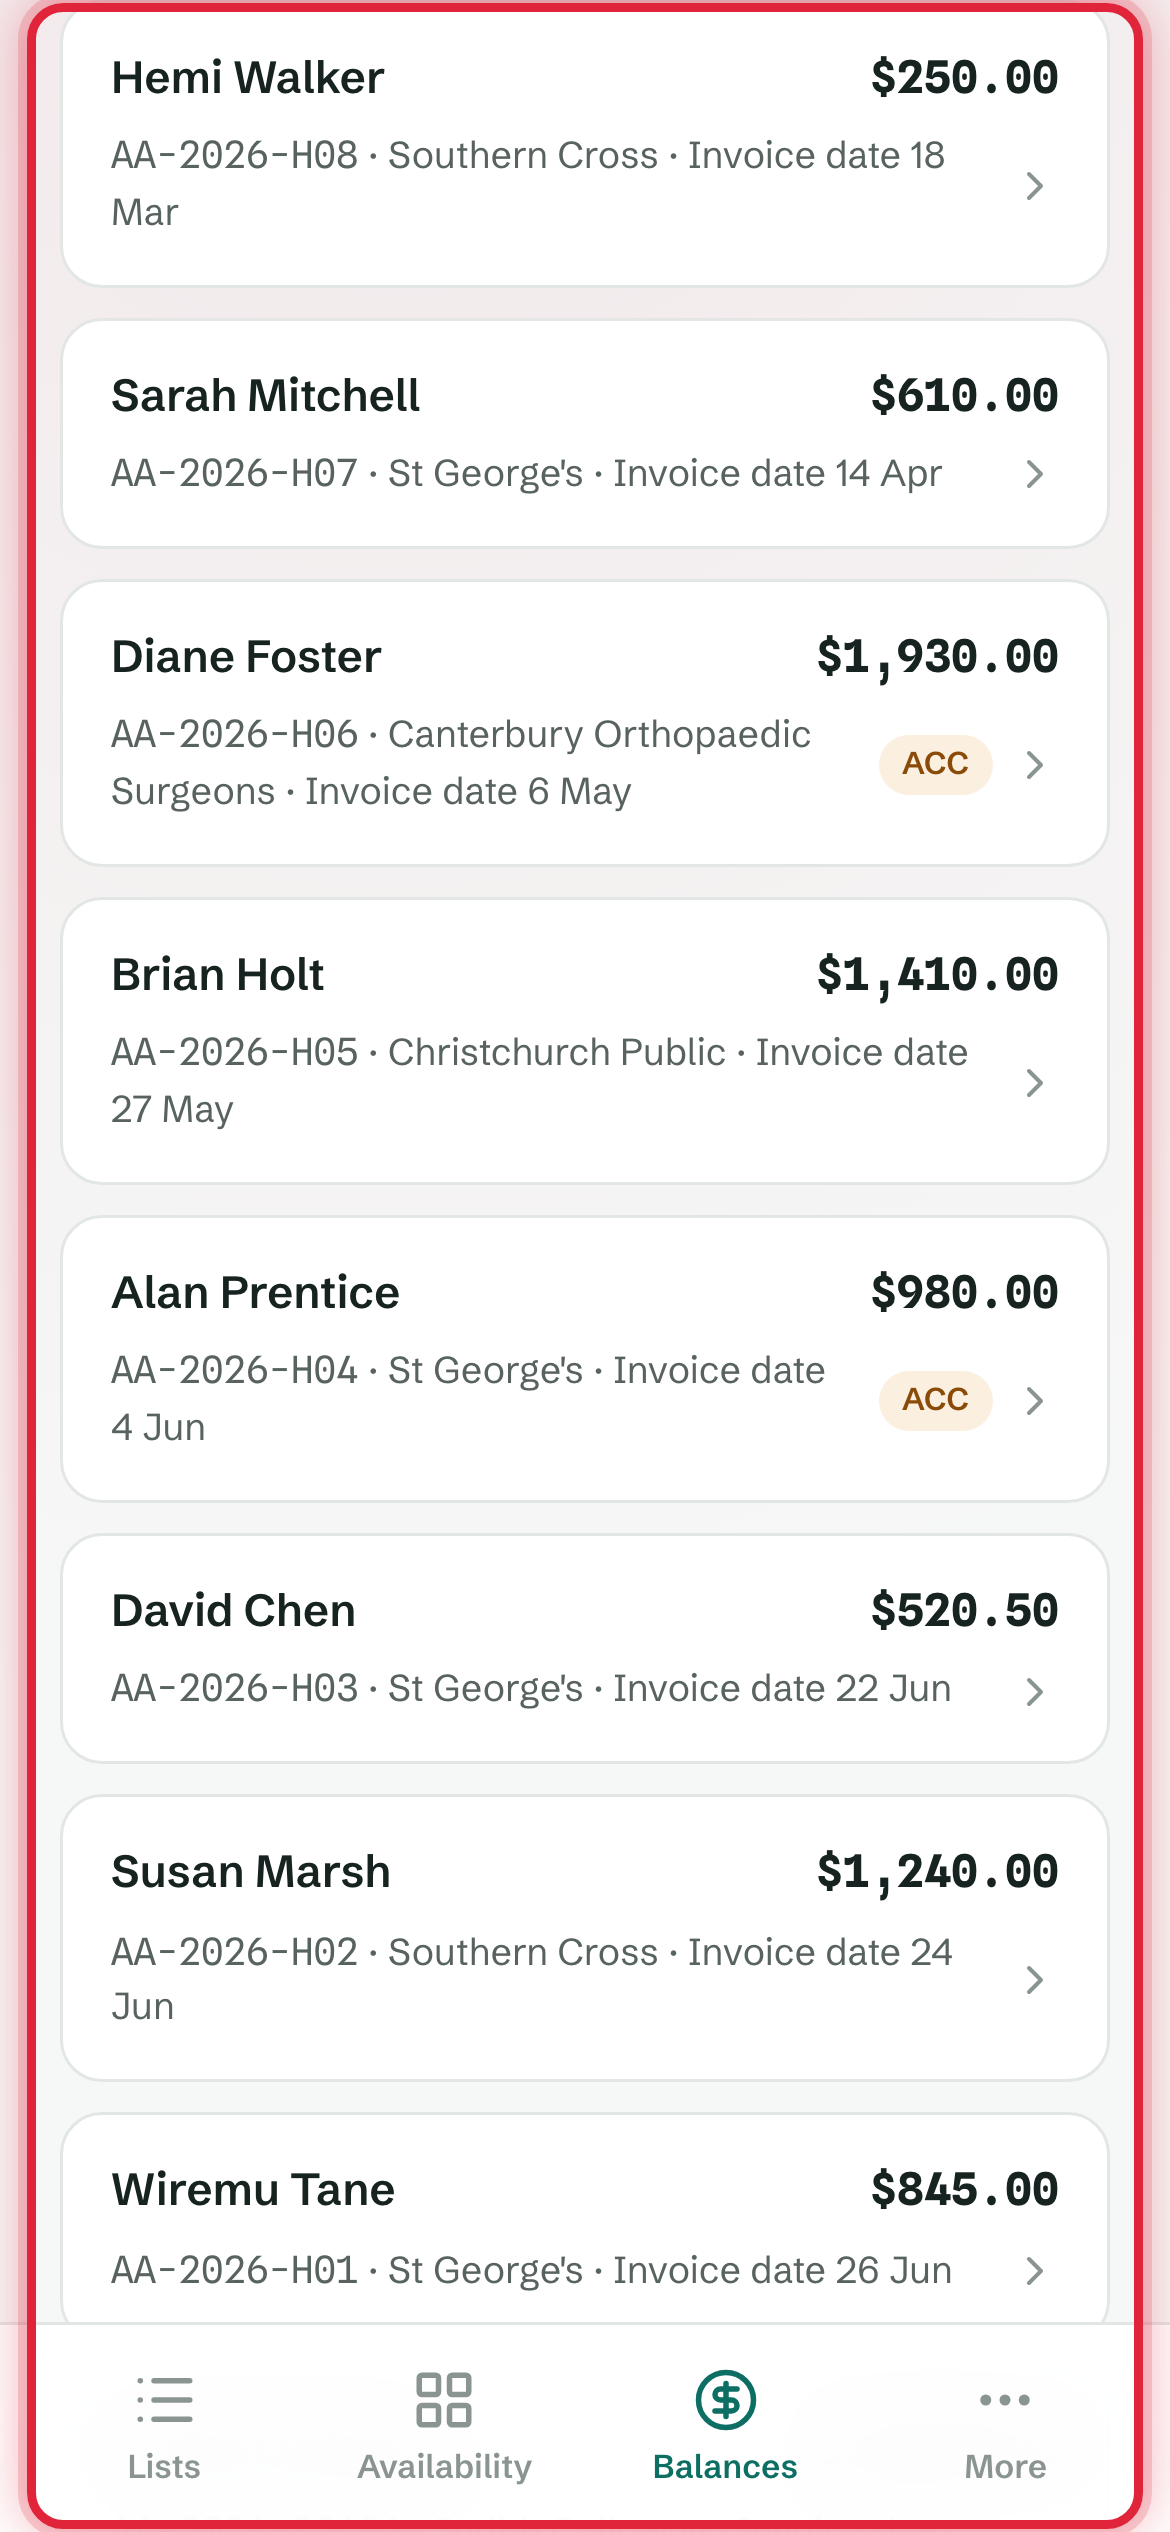 Hemi Walker $250.00
AA-2026-H08 · Southern Cross · Invoice date 18
Mar
Sarah Mitchell $610.00
AA-2026-H07 · St George's · Invoice date 14 Apr
Diane Foster $1,930.00
AA-2026-H06 · Canterbury Orthopaedic
Surgeons · Invoice date 6 May
ACC
Brian Holt $1,410.00
AA-2026-H05 · Christchurch Public · Invoice date
27 May
Alan Prentice $980.00
AA-2026-H04 · St George's · Invoice date
4 Jun
ACC
David Chen $520.50
AA-2026-H03 · St George's · Invoice date 22 Jun
Susan Marsh $1,240.00
AA-2026-H02 · Southern Cross · Invoice date 24
Jun
Wiremu Tane $845.00
AA-2026-H01 · St George's · Invoice date 26 Jun
Lists Availability Balances More